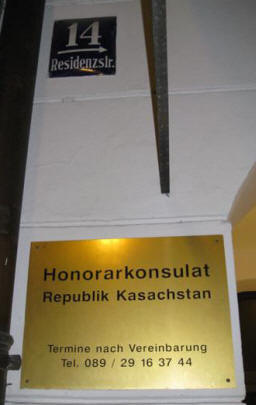 14
Residenzstr.
Honorarkonsulat
Republik Kasachstan
Termine nach Vereinbarung
Tel. 089 / 29 16 37 44